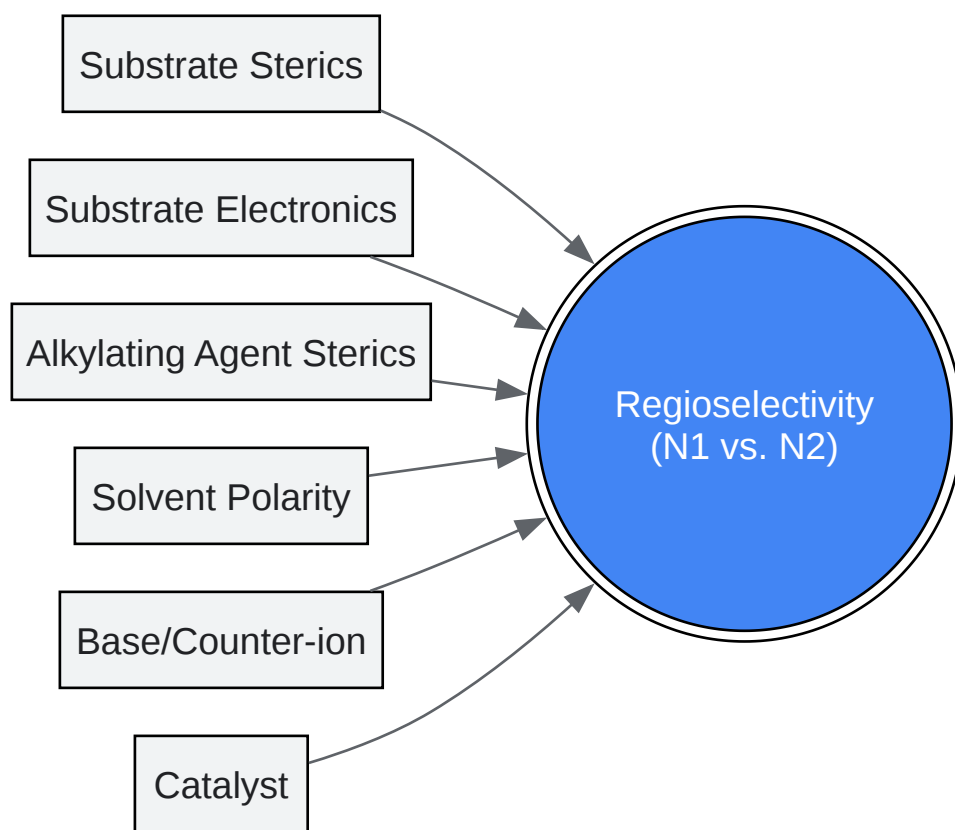 Substrate Sterics
Substrate Electronics
Alkylating Agent Sterics
Solvent Polarity
Base/Counter-ion
Catalyst
Regioselectivity
(N1 vs. N2)